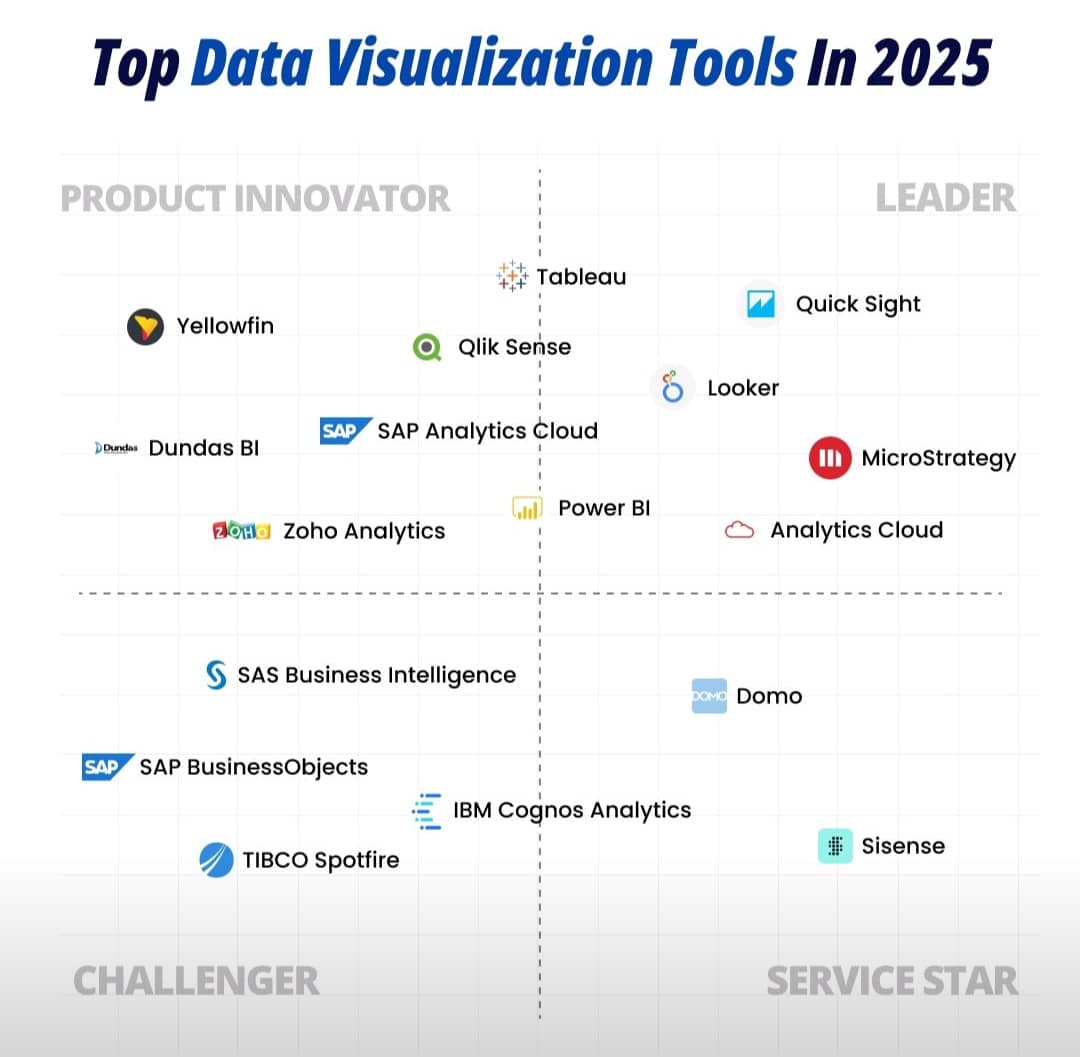 Top Data Visualization Tools In 2025
PRODUCT INNOVATOR
LEADER
Tableau
Quick Sight
Yellowfin
Qlik Sense
Looker
SAP SAP Analytics Cloud
Dundas Dundas BI
MicroStrategy
Power BI
ZOHO Zoho Analytics
Analytics Cloud
SAS Business Intelligence
DOMO Domo
SAP SAP BusinessObjects
IBM Cognos Analytics
Sisense
TIBCO Spotfire
CHALLENGER
SERVICE STAR